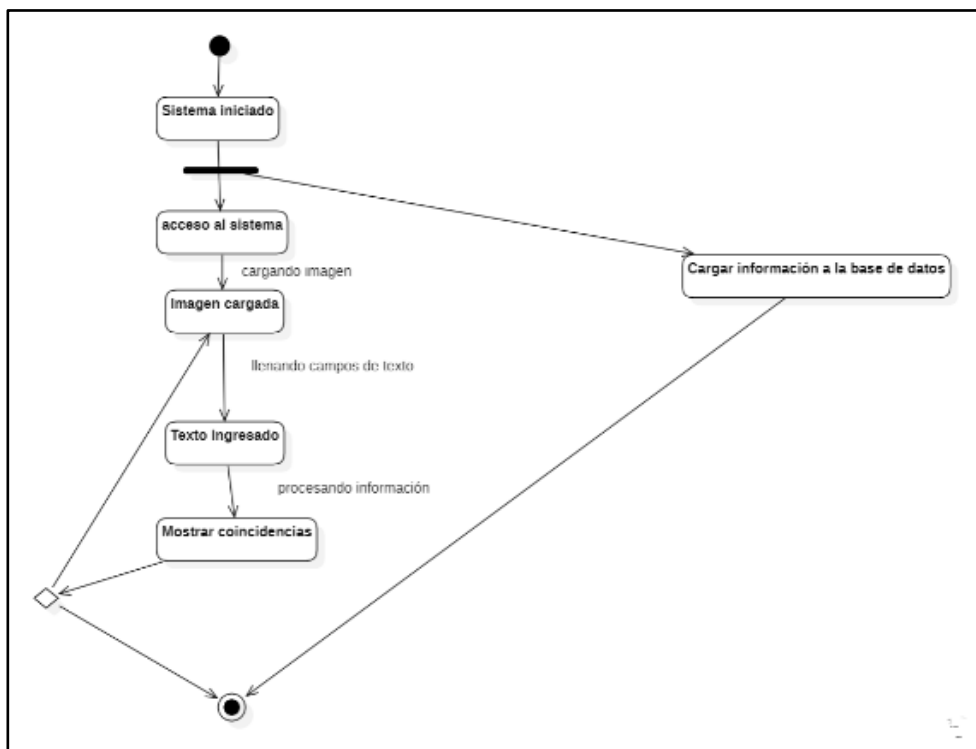 Sistema iniciado
acceso al sistema
cargando imagen
Cargar información a la base de datos
Imagen cargada
llenando campos de texto
Texto ingresado
procesando información
Mostrar coincidencias